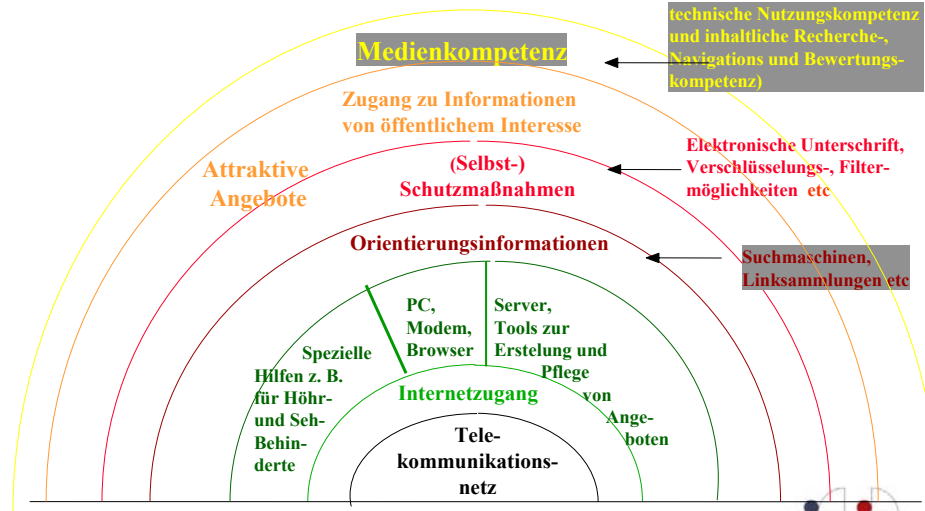 technische Nutzungskompetenz
und inhaltliche Recherche-,
Navigations und Bewertungs-
kompetenz)
Medienkompetenz
Zugang zu Informationen
von öffentlichem Interesse
Attraktive
Angebote
(Selbst-)
Schutzmaßnahmen
Elektronische Unterschrift,
Verschlüsselungs-, Filter-
möglichkeiten etc
Orientierungsinformationen
Suchmaschinen,
Linksammlungen etc
Spezielle
Hilfen z. B.
für Höhr-
und Seh-
Behin-
derte
PC,
Modem,
Browser
Server,
Tools zur
Erstelung und
Pflege
von
Ange-
boten
Internetzugang
Tele-
kommunikations-
netz